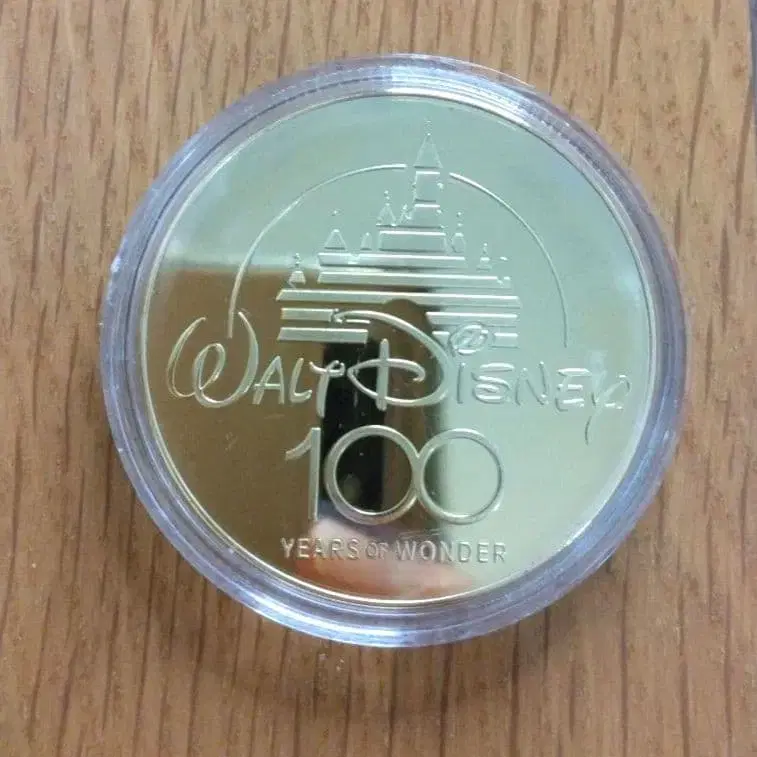 WALT DISNEY
100
YEARS OF WONDER